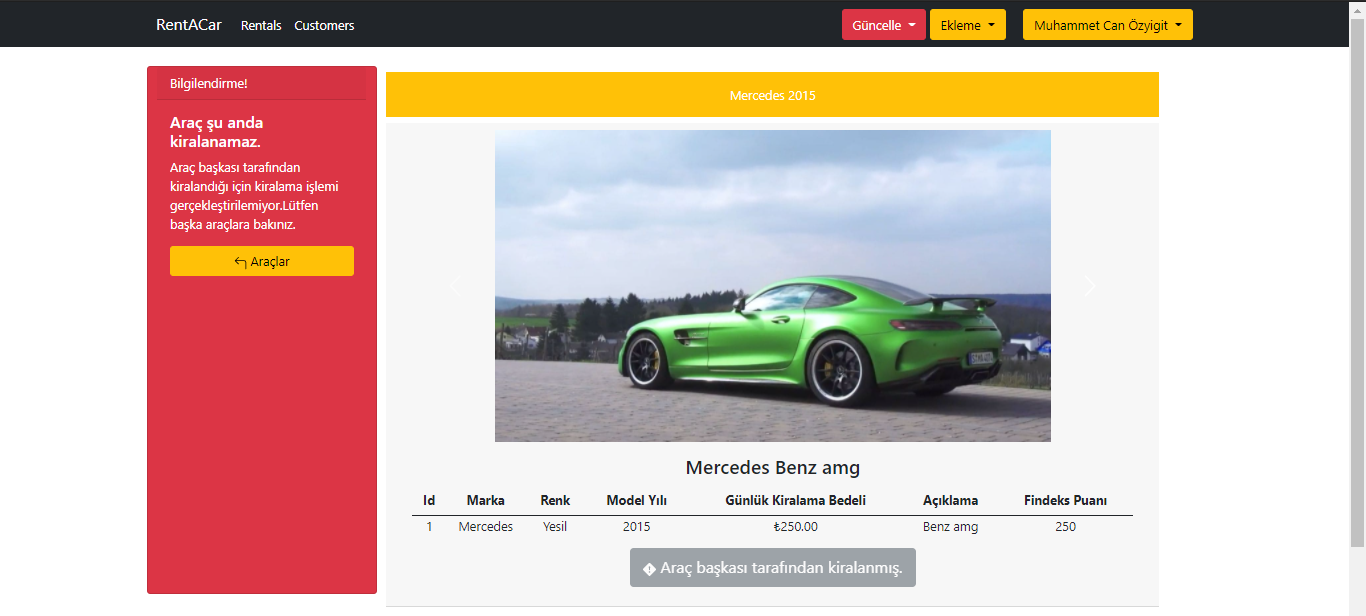 RentACar Rentals Customers Güncelle Ekleme Muhammet Can Özyigit
Bilgilendirme!
Araç şu anda
kiralanamaz.
Araç başkası tarafından
kiralandığı için kiralama işlemi
gerçekleştirilemiyor.Lütfen
başka araçlara bakınız.
Araçlar
Mercedes 2015
Mercedes Benz amg
Id Marka Renk Model Yılı Günlük Kiralama Bedeli Açıklama Findeks Puanı
1 Mercedes Yesil 2015 ₺250.00 Benz amg 250
Araç başkası tarafından kiralanmış.